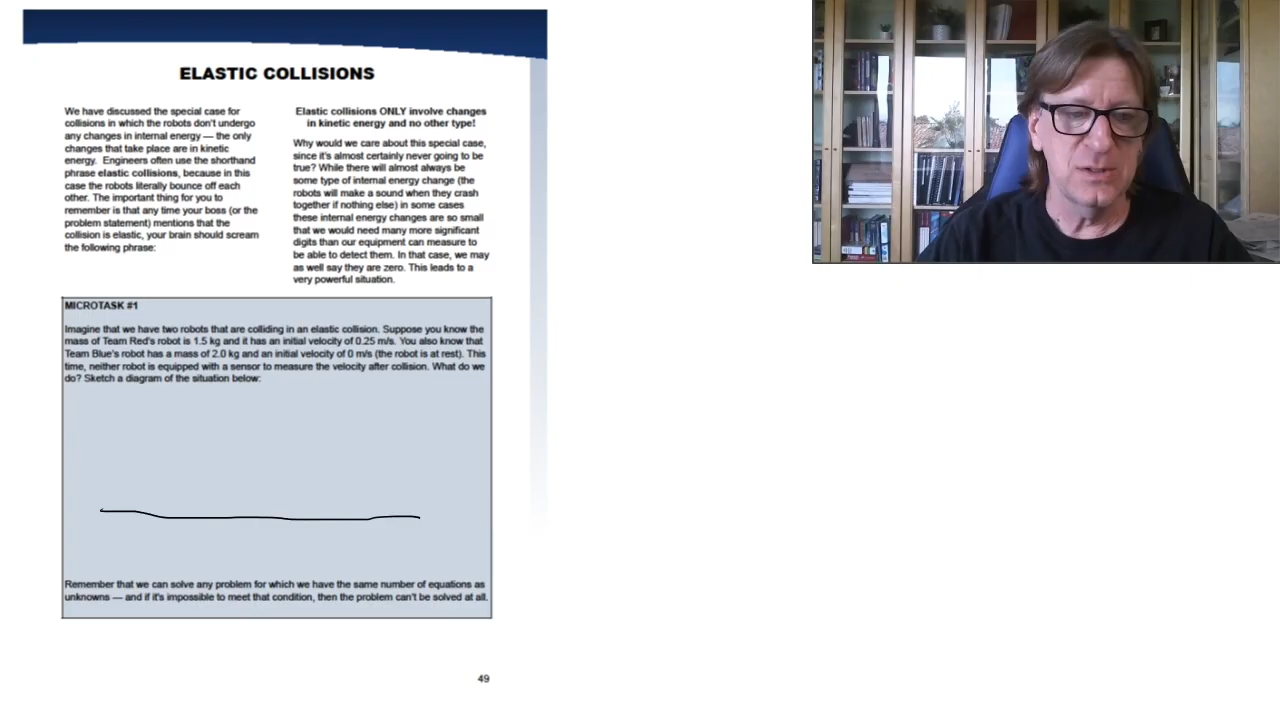 ELASTIC COLLISIONS
We have discussed the special case for
collisions in which the robots don't undergo
any changes in internal energy — the only
changes that take place are in kinetic
energy. Engineers often use the shorthand
phrase elastic collisions, because in this
case the robots literally bounce off each
other. The important thing for you to
remember is that any time your boss (or the
problem statement) mentions that the
collision is elastic, your brain should scream
the following phrase:
Elastic collisions ONLY involve changes
in kinetic energy and no other type!
Why would we care about this special case,
since it's almost certainly never going to be
true? While there will almost always be
some type of internal energy change (the
robots will make a sound when they crash
together if nothing else) in some cases
these internal energy changes are so small
that we would need many more significant
digits than our equipment can measure to
be able to detect them. In that case, we may
as well say they are zero. This leads to a
very powerful situation.
MICROTASK #1
Imagine that we have two robots that are colliding in an elastic collision. Suppose you know the
mass of Team Red's robot is 1.5 kg and it has an initial velocity of 0.25 m/s. You also know that
Team Blue's robot has a mass of 2.0 kg and an initial velocity of 0 m/s (the robot is at rest). This
time, neither robot is equipped with a sensor to measure the velocity after collision. What do we
do? Sketch a diagram of the situation below:
Remember that we can solve any problem for which we have the same number of equations as
unknowns — and if it's impossible to meet that condition, then the problem can't be solved at all.
49